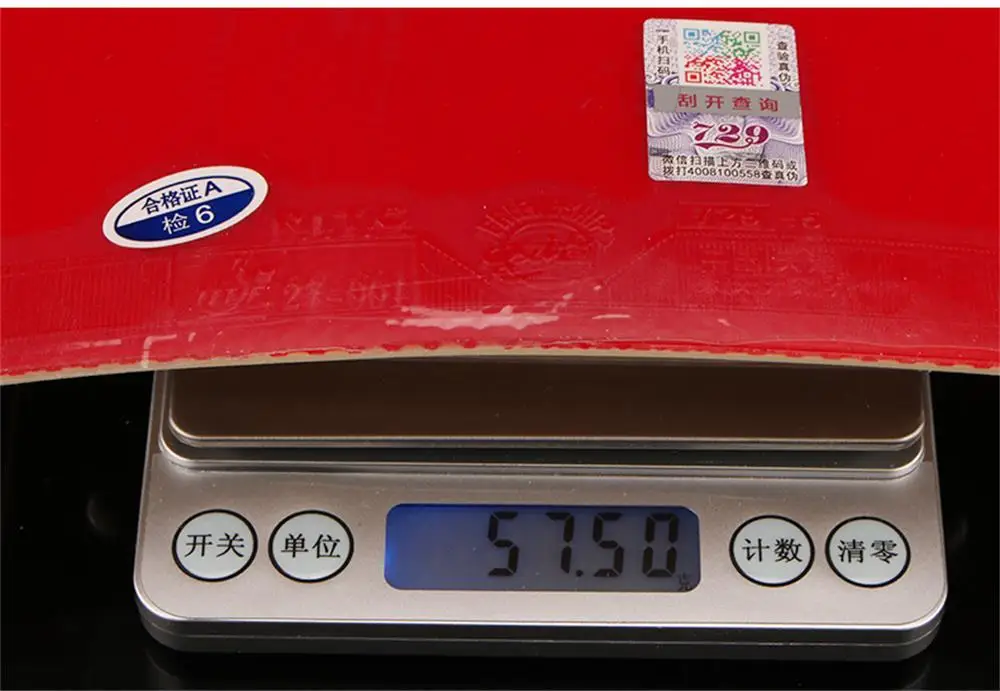 手机扫码
查验真伪
刮开查询
729
微信扫描上方二维码或
拨打4008100558查真伪
合格证A
检6
57.50
克
开关
单位
计数
清零